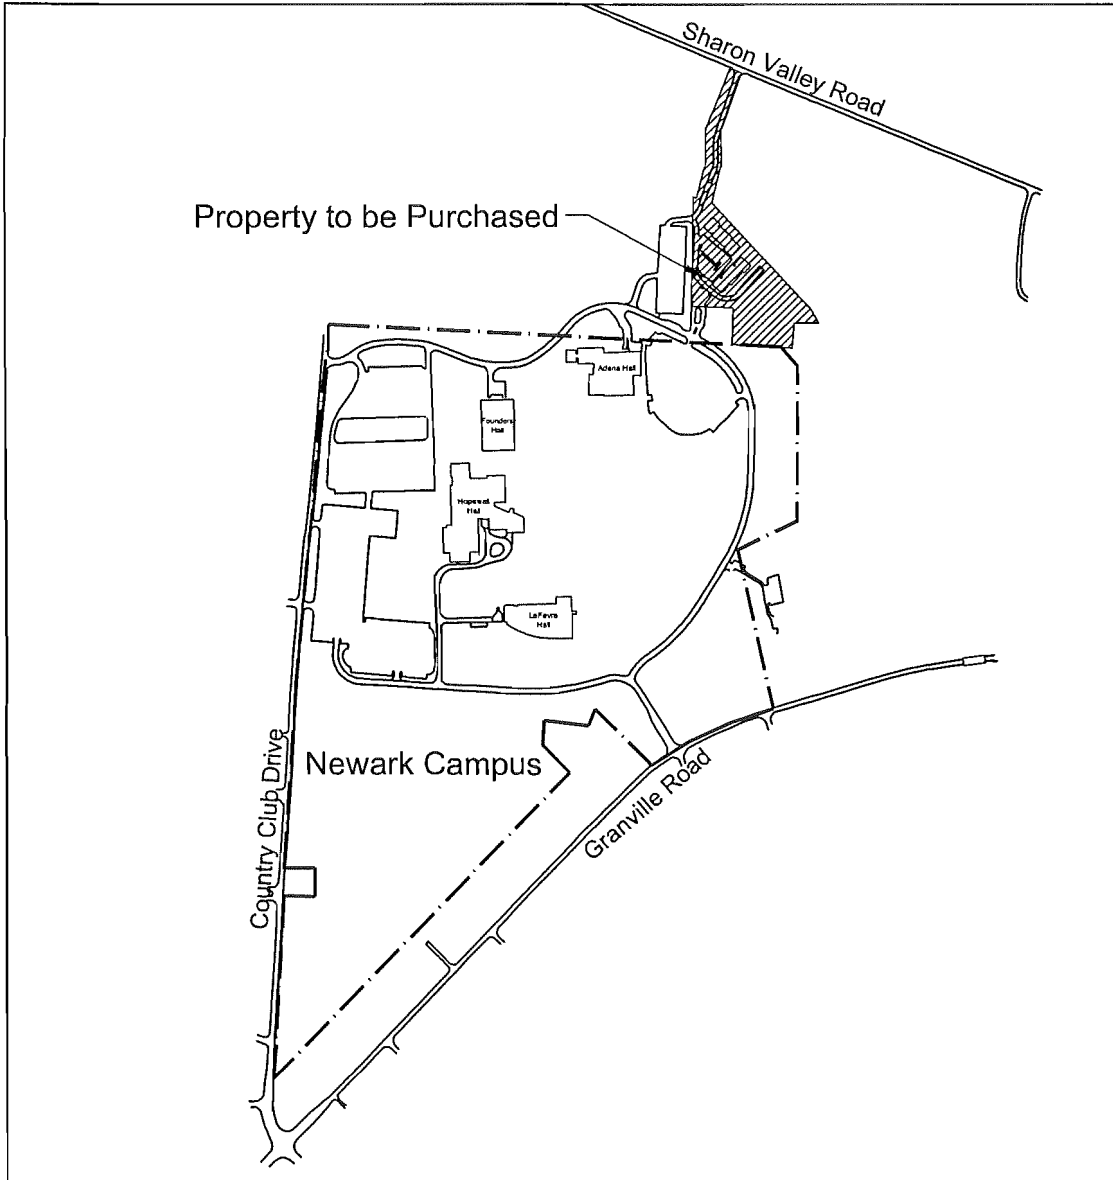 Sharon Valley Road
Property to be Purchased
Adena Hall
Founders
Hall
Hopewell
Hall
LeFevre
Hall
Newark Campus
Country Club Drive
Granville Road